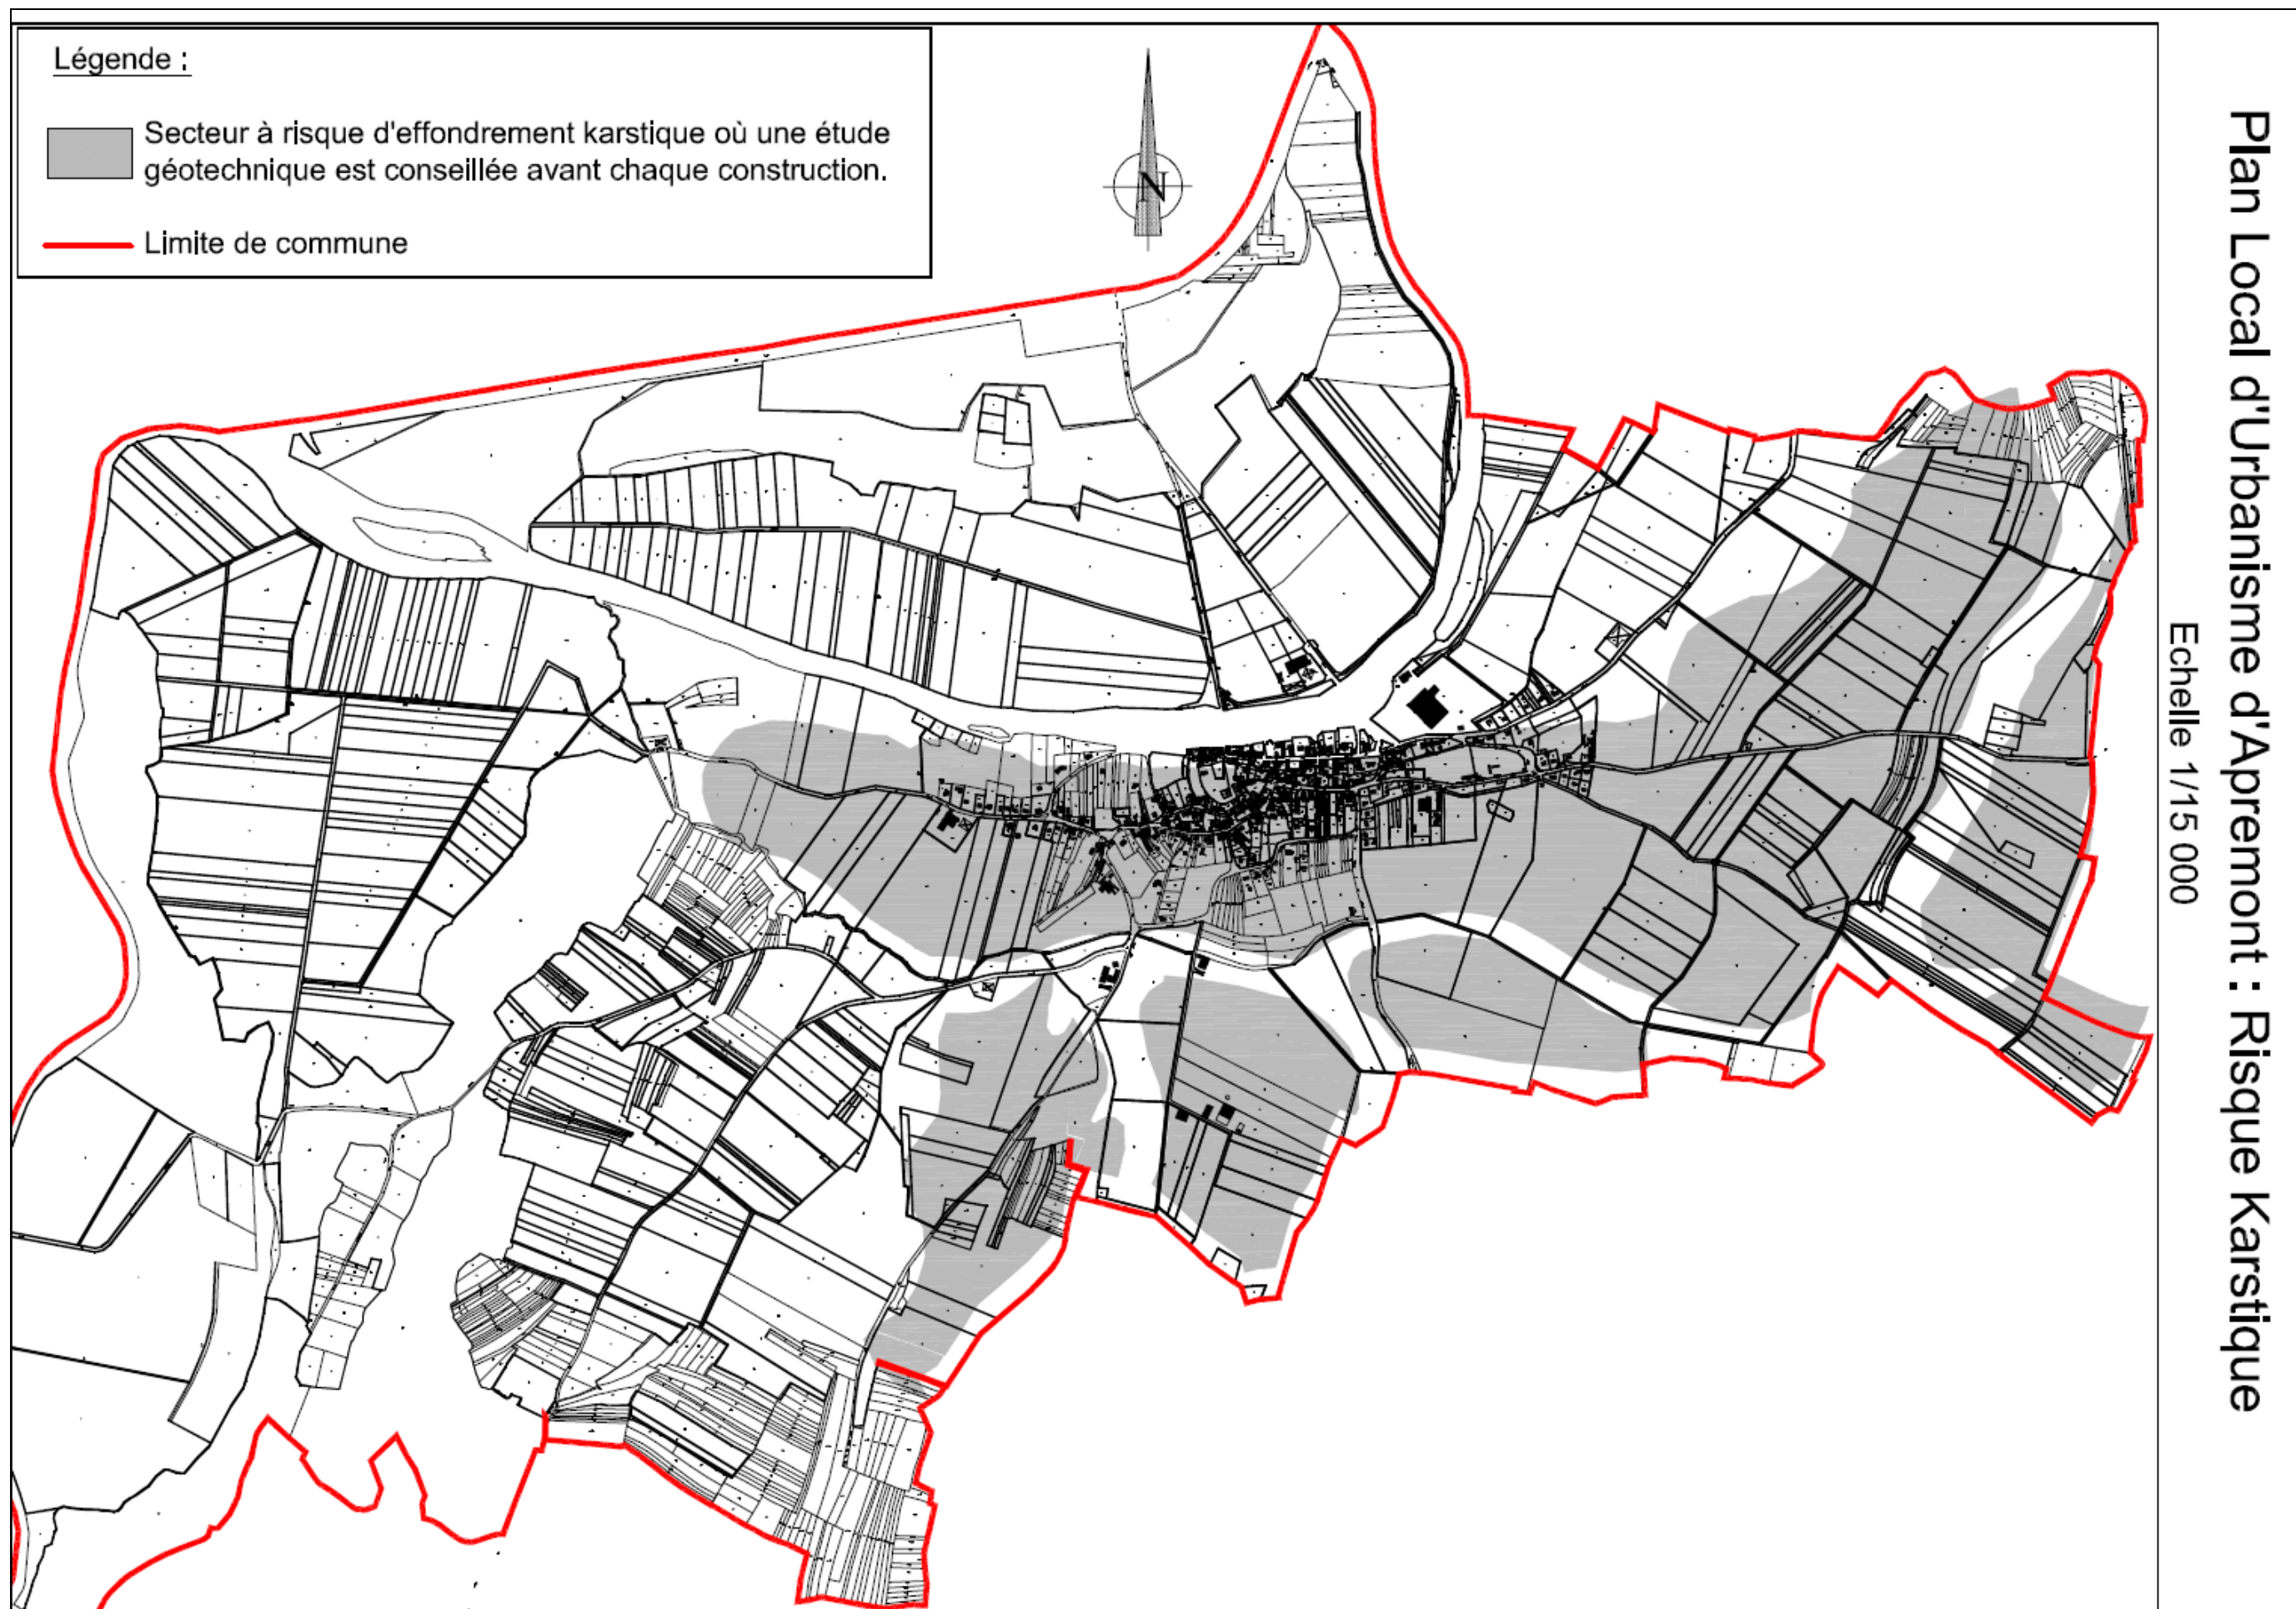 Légende :
Secteur à risque d'effondrement karstique où une étude
géotechnique est conseillée avant chaque construction.
Limite de commune
N
Plan Local d'Urbanisme d'Apremont : Risque Karstique
Echelle 1/15 000